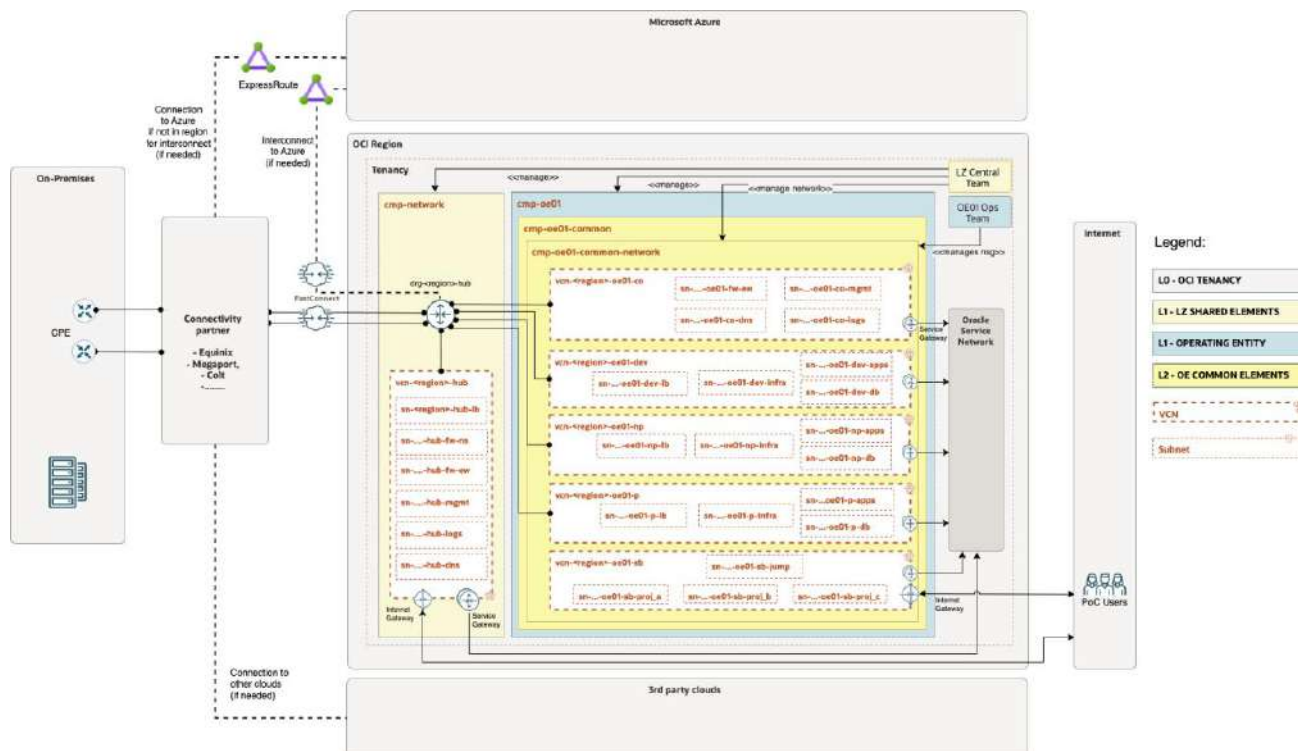 Microsoft Azure
ExpressRoute
Connection
to Azure
if not in region
for interconnect
(if needed)
Interconnect
to Azure
(if needed)
OCI Region
Tenancy
LZ Central
Team
<<manage>>
<<manage>>
<<manage network>>
OE01 Ops
Team
<<manages nsg>>
On-Premises
CPE
Connectivity
partner
- Equinix
- Megaport,
- Colt
FastConnect
drg-<region>-hub
cmp-network
cmp-oe01
cmp-oe01-common
cmp-oe01-common-network
vcn-<region>-hub
sn-<region>-hub-lb
sn-...-hub-fw-ns
sn-...-hub-fw-ew
sn-...-hub-mgmt
sn-...-hub-logs
sn-...-hub-dns
Internet
Gateway
Service
Gateway
vcn-<region>-oe01-co
sn-...-oe01-fw-ew
sn-...-oe01-co-mgmt
sn-...-oe01-co-dns
sn-...-oe01-co-logs
Service
Gateway
vcn-<region>-oe01-dev
sn-...-oe01-dev-lb
sn-...-oe01-dev-infra
sn-...-oe01-dev-apps
sn-...-oe01-dev-db
vcn-<region>-oe01-np
sn-...-oe01-np-lb
sn-...-oe01-np-infra
sn-...-oe01-np-apps
sn-...-oe01-np-db
vcn-<region>-oe01-p
sn-...-oe01-p-lb
sn-...-oe01-p-infra
sn-...oe01-p-apps
sn-...-oe01-p-db
vcn-<region>-oe01-sb
sn-...-oe01-sb-jump
sn-...-oe01-sb-proj_a
sn-...-oe01-sb-proj_b
sn-...-oe01-sb-proj_c
Internet
Gateway
Oracle
Service
Network
Internet
PoC Users
Legend:
L0 - OCI TENANCY
L1 - LZ SHARED ELEMENTS
L1 - OPERATING ENTITY
L2 - OE COMMON ELEMENTS
VCN
Subnet
Connection to
other clouds
(if needed)
3rd party clouds